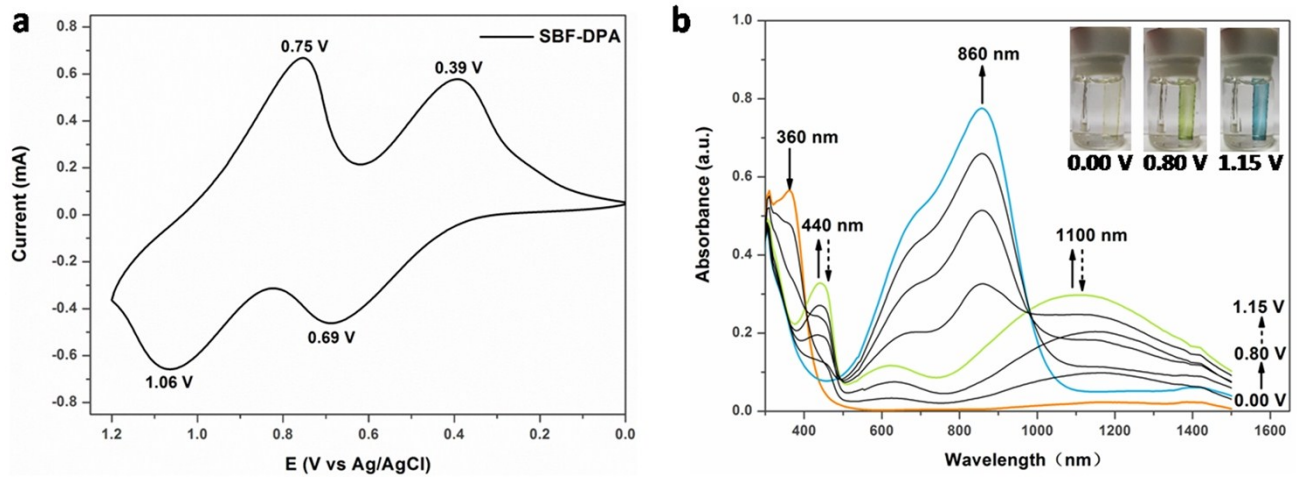 a
SBF-DPA
0.75 V
0.39 V
0.69 V
1.06 V
Current (mA)
0.8
0.6
0.4
0.2
0.0
-0.2
-0.4
-0.6
-0.8
1.2 1.0 0.8 0.6 0.4 0.2 0.0
E (V vs Ag/AgCl)
b
860 nm
360 nm
440 nm
1100 nm
0.00 V 0.80 V 1.15 V
1.15 V
0.80 V
0.00 V
Absorbance (a.u.)
1.0
0.8
0.6
0.4
0.2
0.0
400 600 800 1000 1200 1400 1600
Wavelength（nm）